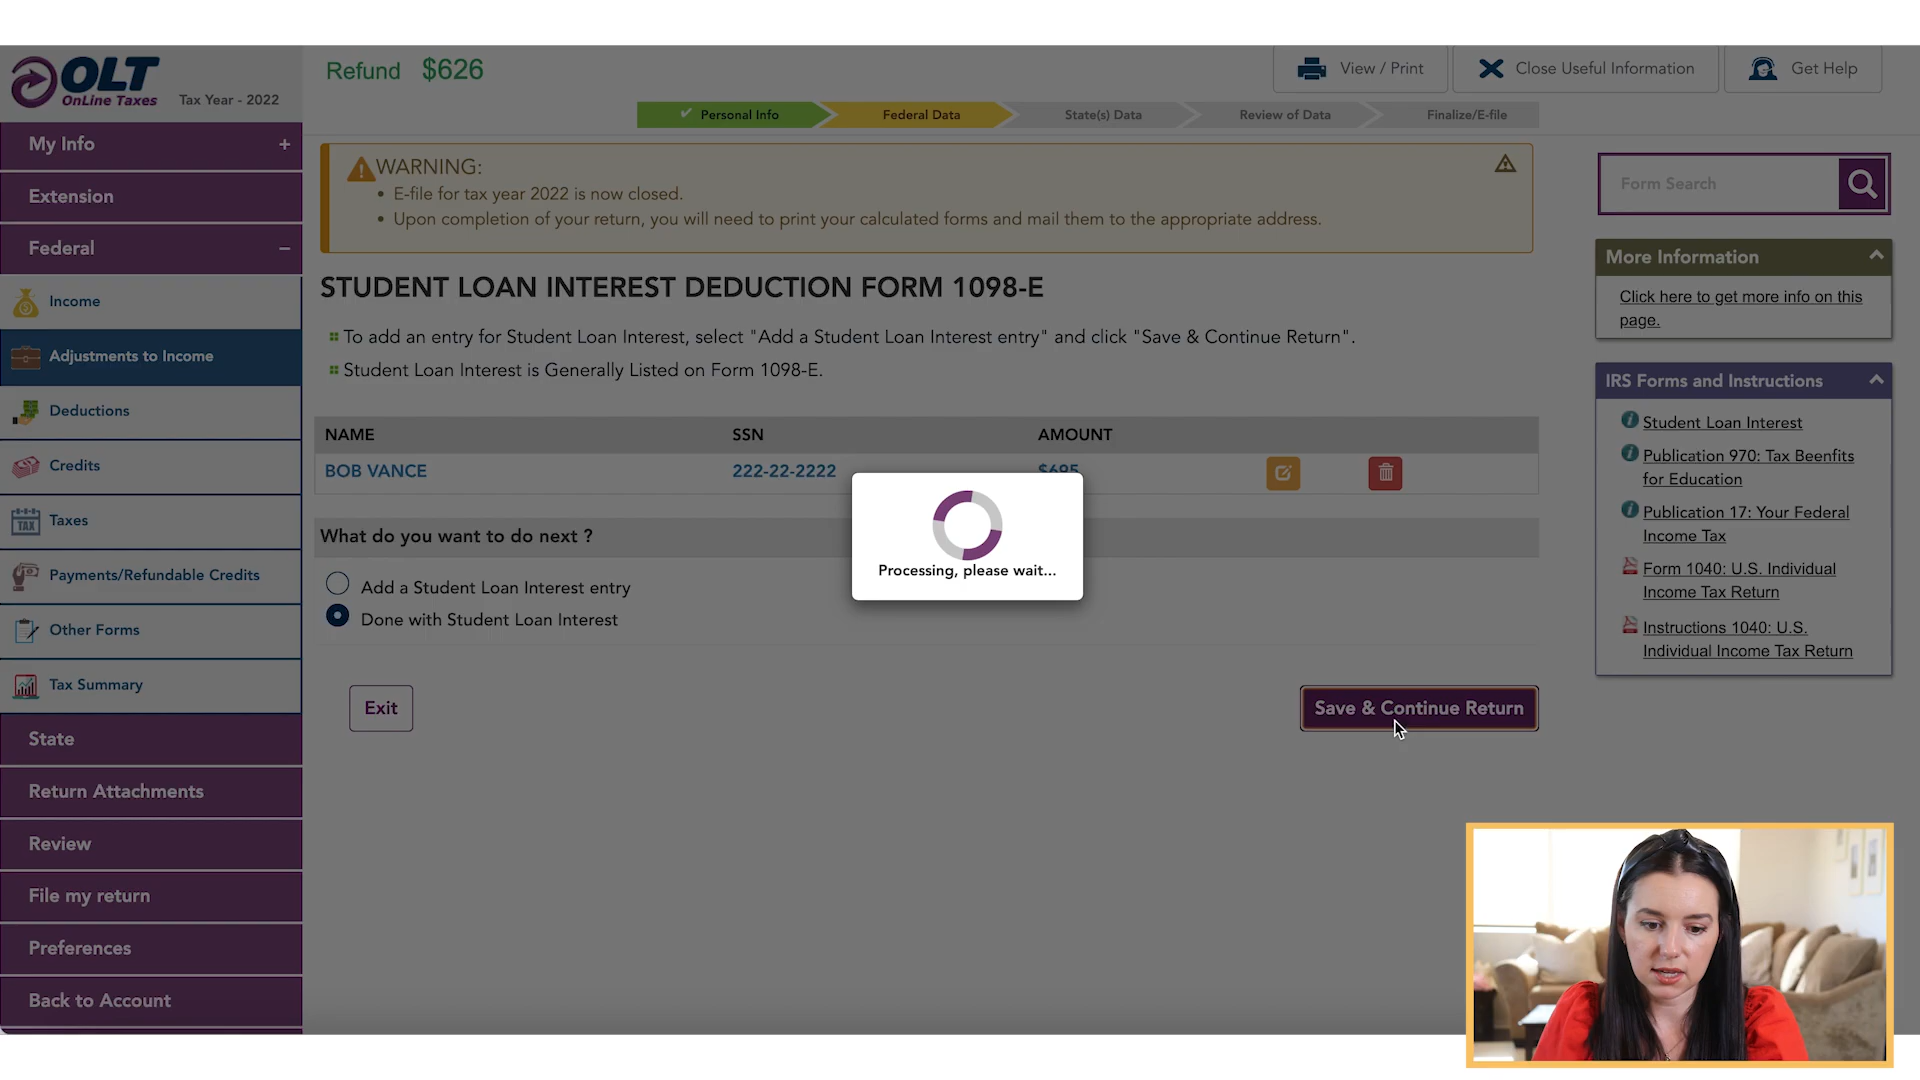 OLT
OnLine Taxes
Tax Year - 2022
Refund $626
View / Print
Close Useful Information
Get Help
Personal Info
Federal Data
State(s) Data
Review of Data
Finalize/E-file
My Info +
Extension
Federal −
Income
Adjustments to Income
Deductions
Credits
Taxes
TAX
Payments/Refundable Credits
Other Forms
Tax Summary
State
Return Attachments
Review
File my return
Preferences
Back to Account
WARNING:
• E-file for tax year 2022 is now closed.
• Upon completion of your return, you will need to print your calculated forms and mail them to the appropriate address.
STUDENT LOAN INTEREST DEDUCTION FORM 1098-E
To add an entry for Student Loan Interest, select "Add a Student Loan Interest entry" and click "Save & Continue Return".
Student Loan Interest is Generally Listed on Form 1098-E.
NAME SSN AMOUNT
BOB VANCE 222-22-2222 $695
What do you want to do next ?
Add a Student Loan Interest entry
Done with Student Loan Interest
Processing, please wait...
Exit
Save & Continue Return
Form Search
More Information
Click here to get more info on this
page.
IRS Forms and Instructions
Student Loan Interest
Publication 970: Tax Beenfits
for Education
Publication 17: Your Federal
Income Tax
Form 1040: U.S. Individual
Income Tax Return
Instructions 1040: U.S.
Individual Income Tax Return